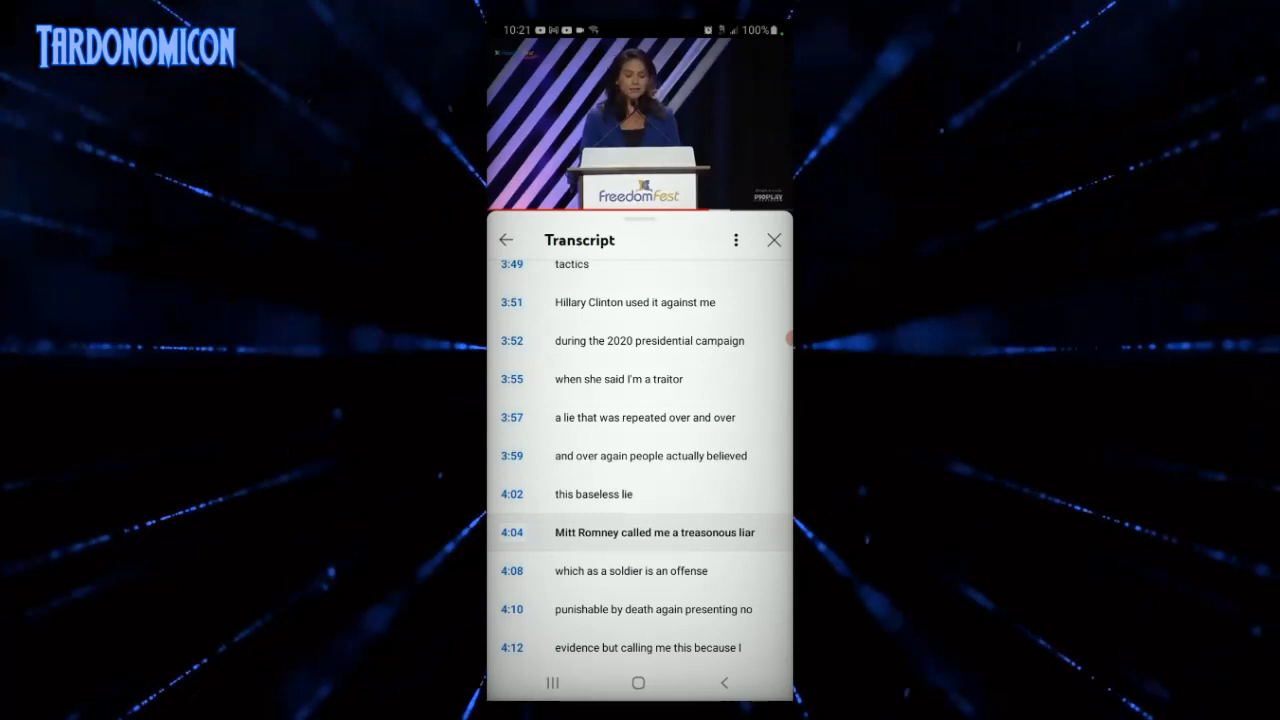 TARDONOMICON
10:21
100%
FreedomFest
PROPLAY
Transcript
3:49 tactics
3:51 Hillary Clinton used it against me
3:52 during the 2020 presidential campaign
3:55 when she said I'm a traitor
3:57 a lie that was repeated over and over
3:59 and over again people actually believed
4:02 this baseless lie
4:04 Mitt Romney called me a treasonous liar
4:08 which as a soldier is an offense
4:10 punishable by death again presenting no
4:12 evidence but calling me this because I